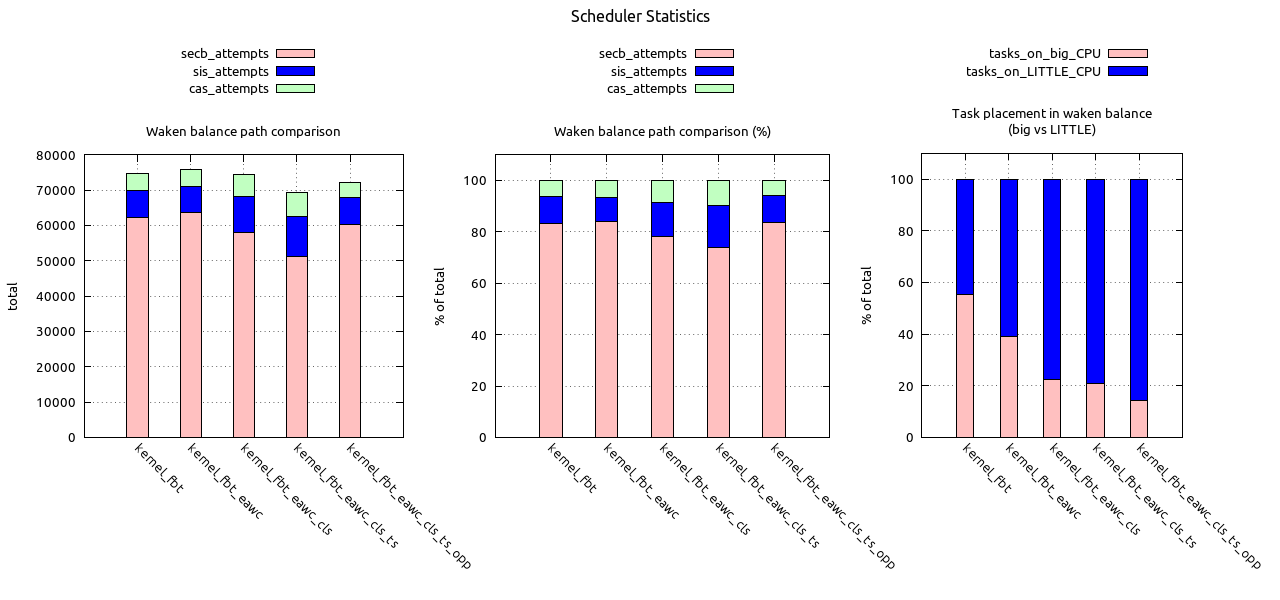 Scheduler Statistics
secb_attempts
sis_attempts
cas_attempts
Waken balance path comparison
total
80000
70000
60000
50000
40000
30000
20000
10000
0
kernel_fbt
kernel_fbt_eawc
kernel_fbt_eawc_cls
kernel_fbt_eawc_cls_ts
kernel_fbt_eawc_cls_ts_opp
secb_attempts
sis_attempts
cas_attempts
Waken balance path comparison (%)
% of total
100
80
60
40
20
0
kernel_fbt
kernel_fbt_eawc
kernel_fbt_eawc_cls
kernel_fbt_eawc_cls_ts
kernel_fbt_eawc_cls_ts_opp
tasks_on_big_CPU
tasks_on_LITTLE_CPU
Task placement in waken balance
(big vs LITTLE)
% of total
100
80
60
40
20
0
kernel_fbt
kernel_fbt_eawc
kernel_fbt_eawc_cls
kernel_fbt_eawc_cls_ts
kernel_fbt_eawc_cls_ts_opp